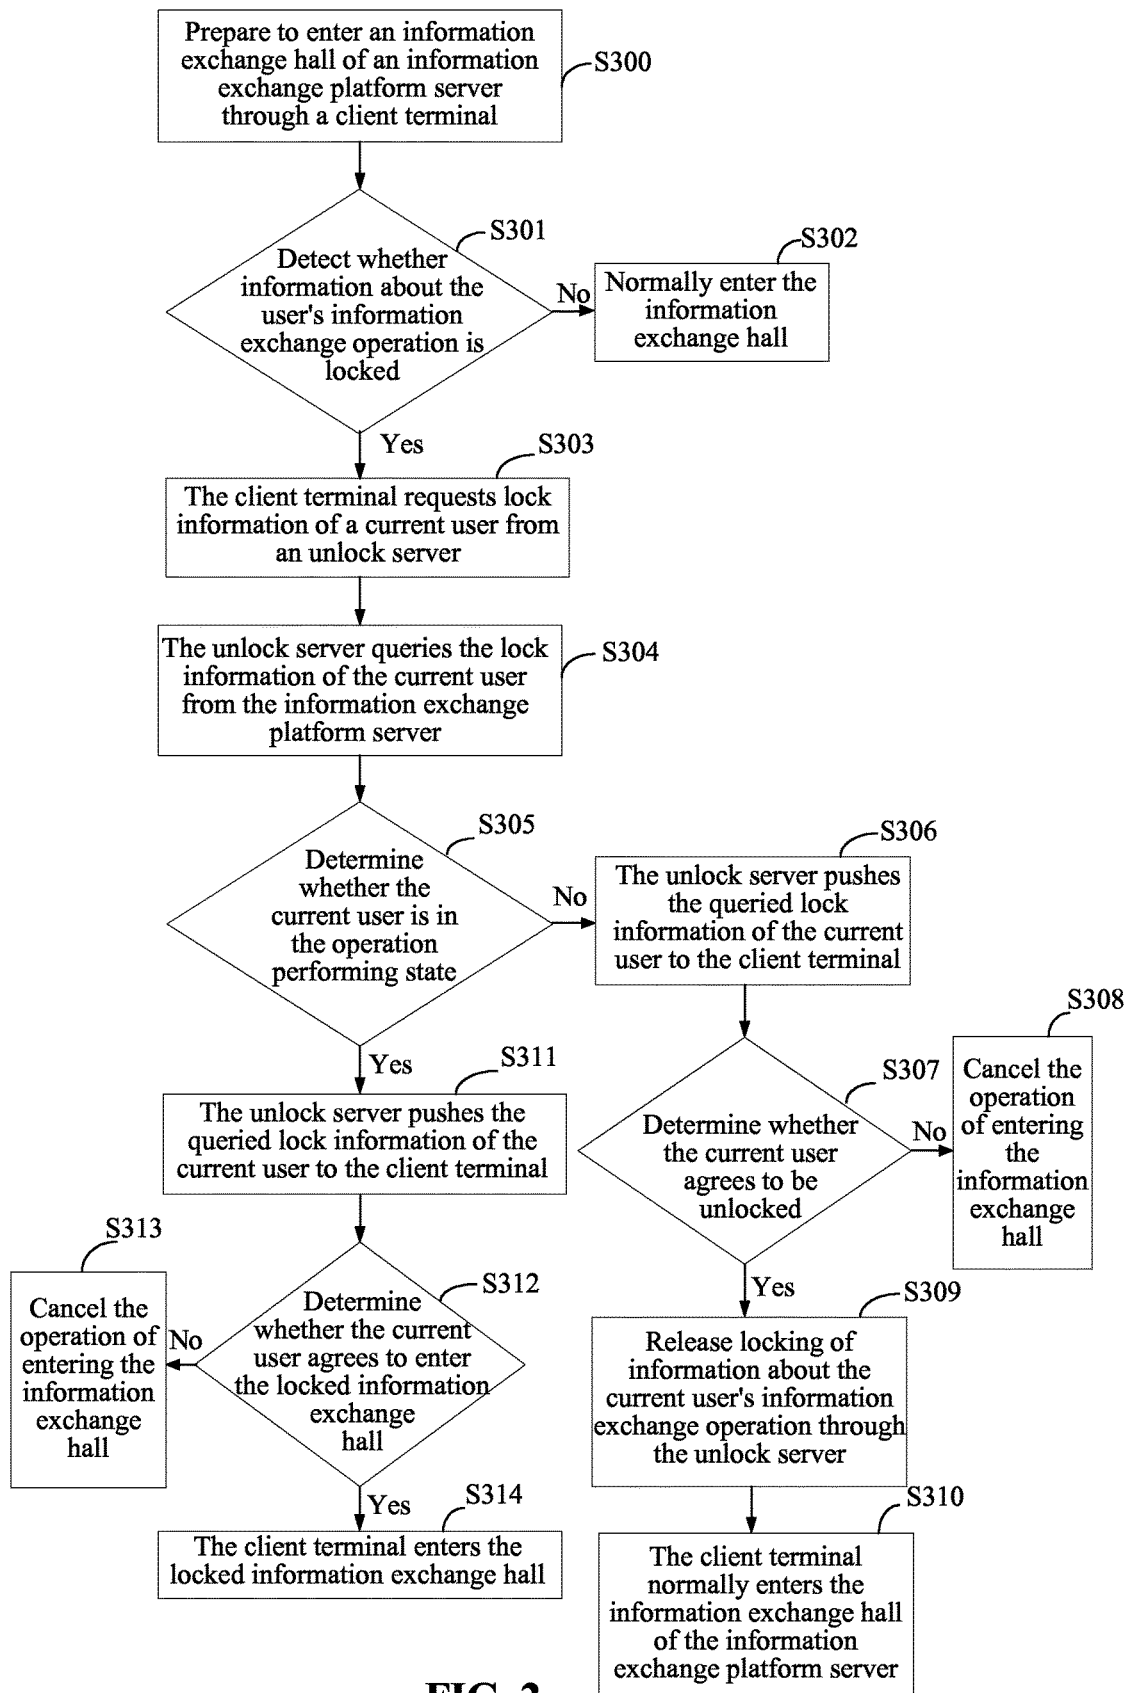 Prepare to enter an information
exchange hall of an information
exchange platform server
through a client terminal
S300
S301
Detect whether
information about the
user's information
exchange operation is
locked
No
S302
Normally enter the
information
exchange hall
Yes
S303
The client terminal requests lock
information of a current user from
an unlock server
The unlock server queries the lock
information of the current user
from the information exchange
platform server
S304
S305
Determine
whether the
current user is in
the operation
performing state
No
S306
The unlock server pushes
the queried lock
information of the current
user to the client terminal
S307
Determine whether
the current user
agrees to be
unlocked
No
S308
Cancel the
operation
of entering
the
information
exchange
hall
Yes
S309
Release locking of
information about the
current user's information
exchange operation through
the unlock server
S310
The client terminal
normally enters the
information exchange hall
of the information
exchange platform server
Yes
S311
The unlock server pushes the
queried lock information of the
current user to the client terminal
S312
Determine
whether the current
user agrees to enter
the locked information
exchange
hall
No
S313
Cancel the
operation of
entering the
information
exchange
hall
Yes
S314
The client terminal enters the
locked information exchange hall
FIG.